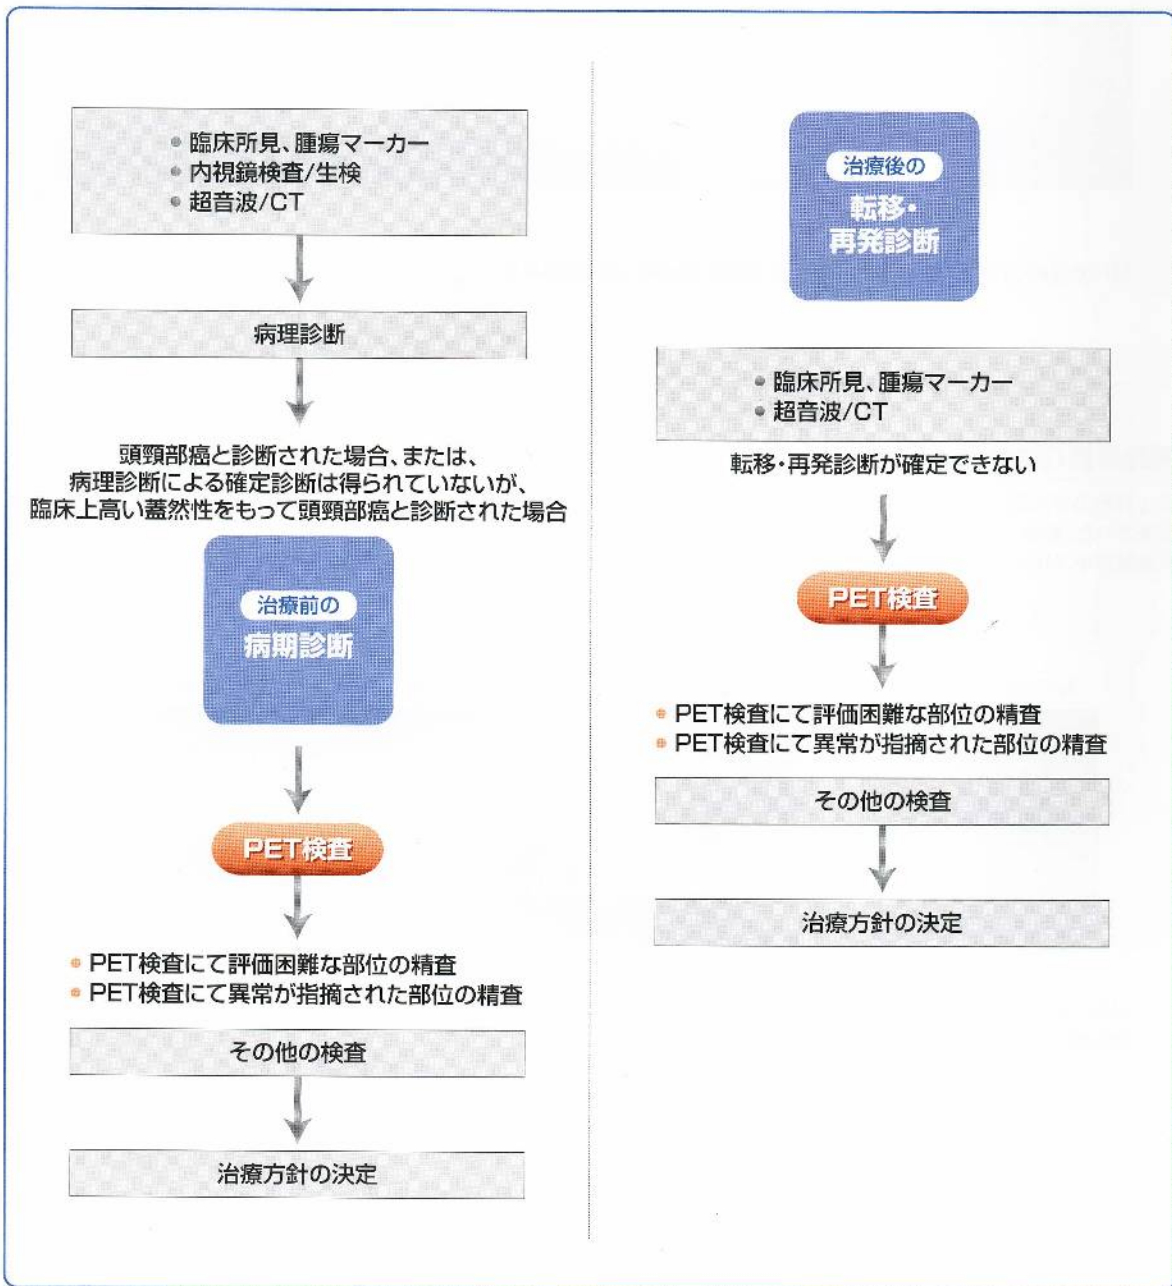 臨床所見、腫瘍マーカー
内視鏡検査/生検
超音波/CT
病理診断
頭頸部癌と診断された場合、または、
病理診断による確定診断は得られていないが、
臨床上高い蓋然性をもって頭頸部癌と診断された場合
治療前の
病期診断
PET検査
PET検査にて評価困難な部位の精査
PET検査にて異常が指摘された部位の精査
その他の検査
治療方針の決定
治療後の
転移・
再発診断
臨床所見、腫瘍マーカー
超音波/CT
転移・再発診断が確定できない
PET検査
PET検査にて評価困難な部位の精査
PET検査にて異常が指摘された部位の精査
その他の検査
治療方針の決定